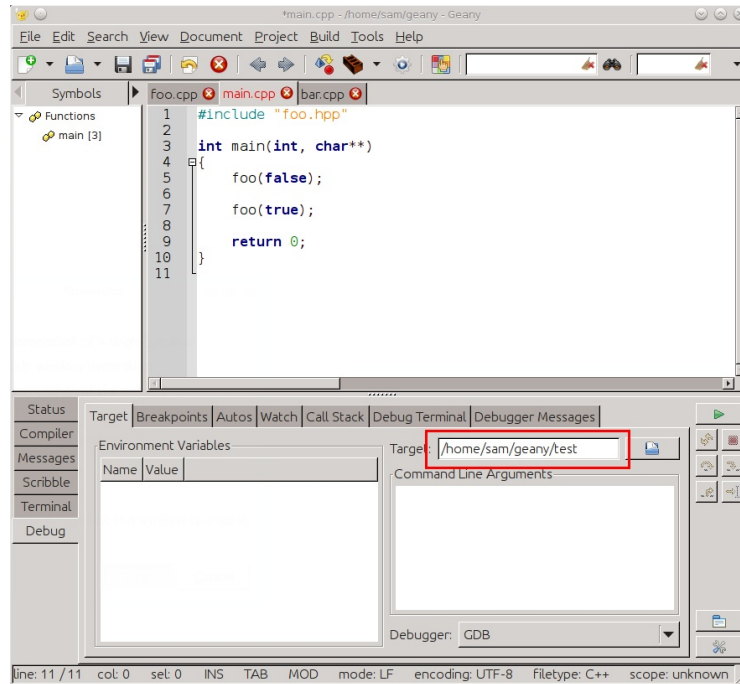 *main.cpp - /home/sam/geany - Geany
File Edit Search View Document Project Build Tools Help
Symbols foo.cpp main.cpp bar.cpp
Functions
main [3]
1 #include "foo.hpp"
2
3 int main(int, char**)
4 {
5 foo(false);
6
7 foo(true);
8
9 return 0;
10 }
11
Status
Compiler
Messages
Scribble
Terminal
Debug
Target Breakpoints Autos Watch Call Stack Debug Terminal Debugger Messages
Environment Variables
Name Value
Target: /home/sam/geany/test
Command Line Arguments
Debugger: GDB
line: 11 / 11 col: 0 sel: 0 INS TAB MOD mode: LF encoding: UTF-8 filetype: C++ scope: unknown